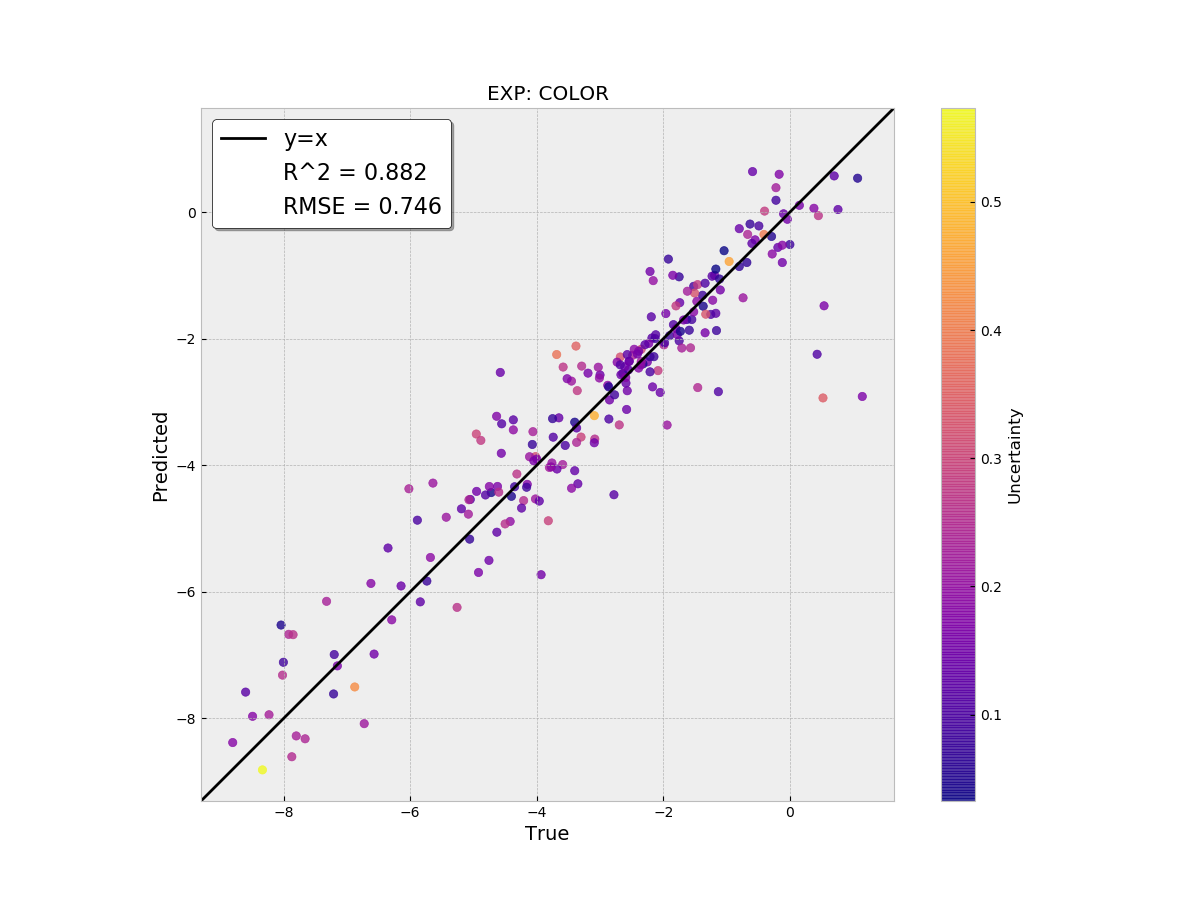 EXP: COLOR
y=x
R^2 = 0.882
RMSE = 0.746
0
−2
−4
−6
−8
Predicted
−8 −6 −4 −2 0
True
0.5
0.4
0.3
0.2
0.1
Uncertainty